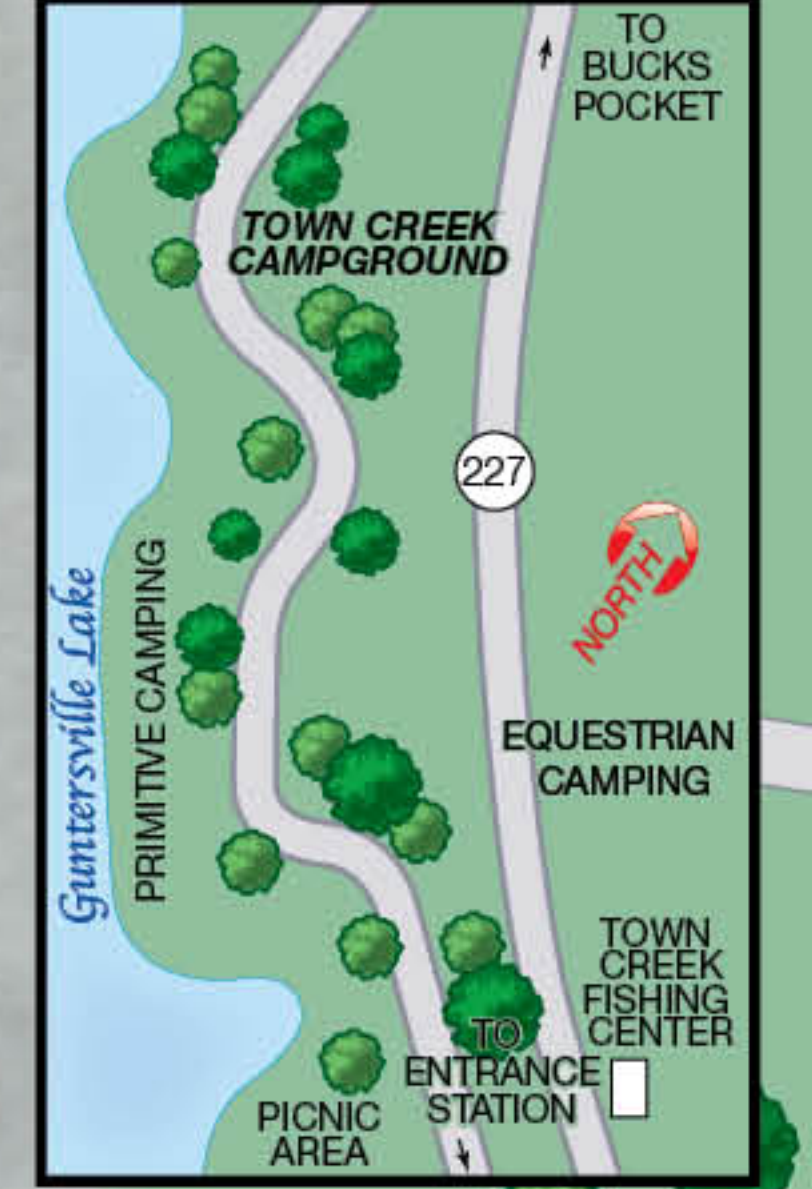 TO
BUCKS
POCKET
TOWN CREEK
CAMPGROUND
227
NORTH
Guntersville Lake
PRIMITIVE CAMPING
EQUESTRIAN
CAMPING
TOWN
CREEK
FISHING
CENTER
TO
ENTRANCE
STATION
PICNIC
AREA